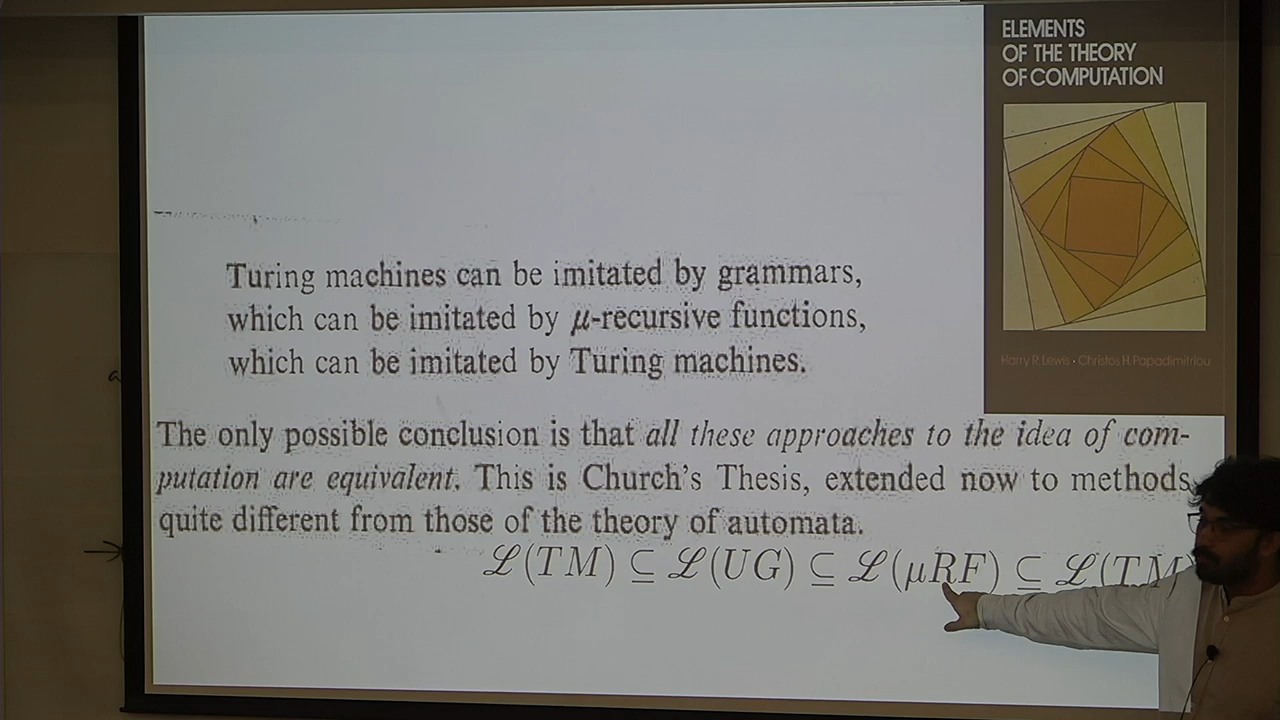 ELEMENTS
OF THE THEORY
OF COMPUTATION
Harry R. Lewis · Christos H. Papadimitriou
Turing machines can be imitated by grammars,
which can be imitated by μ-recursive functions,
which can be imitated by Turing machines.
The only possible conclusion is that all these approaches to the idea of com-
putation are equivalent. This is Church's Thesis, extended now to methods
quite different from those of the theory of automata.
ℒ(TM) ⊆ ℒ(UG) ⊆ ℒ(μRF) ⊆ ℒ(TM)